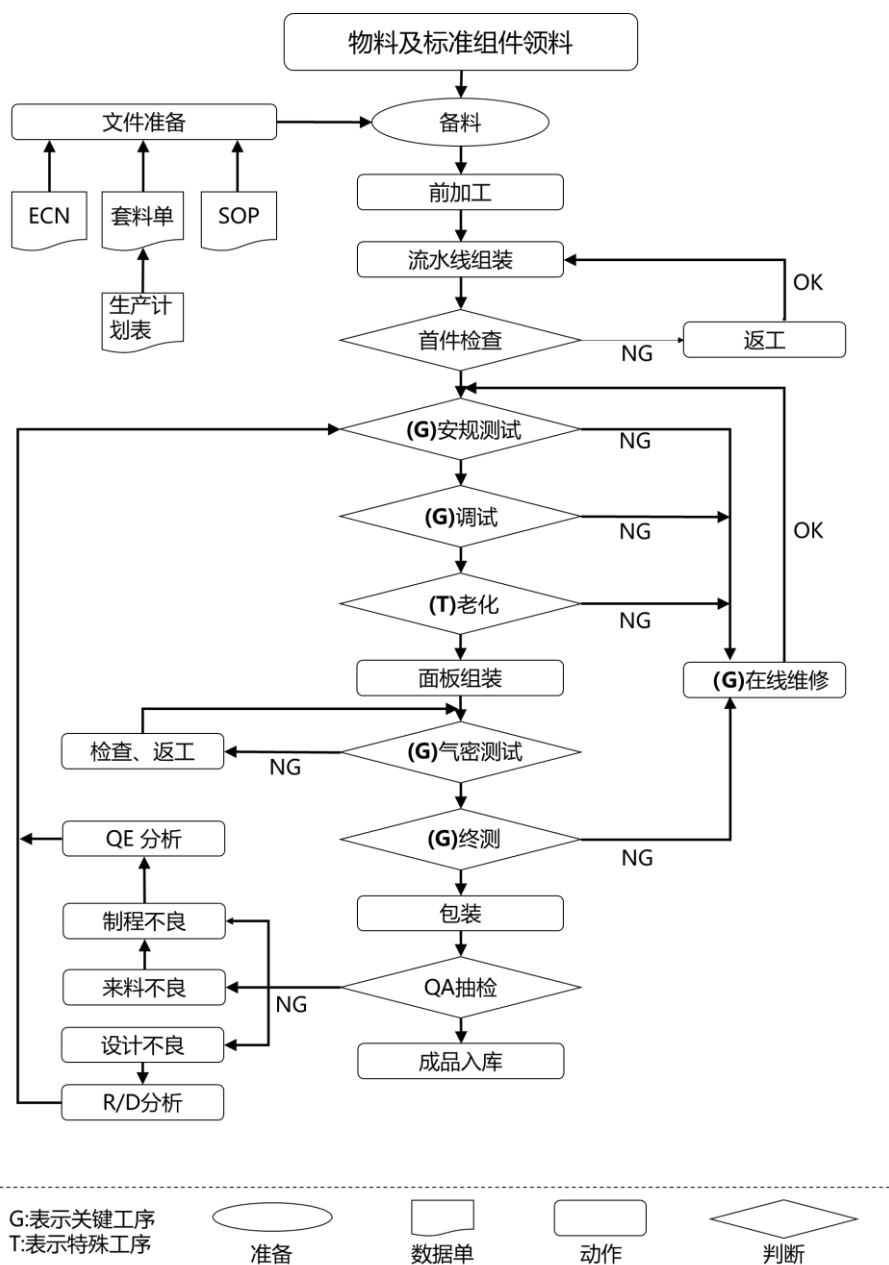 物料及标准组件领料
文件准备
备料
ECN
套料单
SOP
前加工
流水线组装
OK
生产计
划表
首件检查
NG
返工
(G)安规测试
NG
(G)调试
NG
OK
(T)老化
NG
面板组装
(G)在线维修
检查、返工
NG
(G)气密测试
QE 分析
(G)终测
NG
制程不良
包装
来料不良
NG
QA抽检
设计不良
成品入库
R/D分析
G:表示关键工序
T:表示特殊工序
准备
数据单
动作
判断